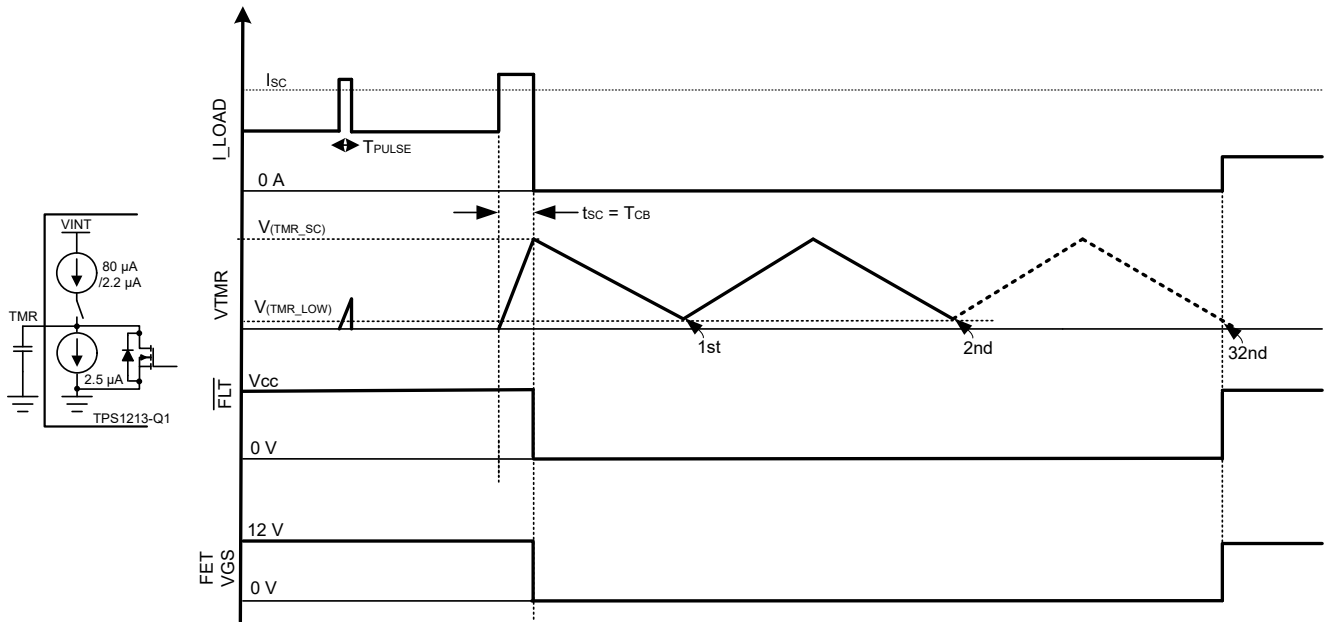 VINT
80 µA
/2.2 µA
TMR
2.5 µA
TPS1213-Q1
I_LOAD
ISC
TPULSE
0 A
tSC = TCB
VTMR
V(TMR_SC)
V(TMR_LOW)
1st
2nd
32nd
FLT
Vcc
0 V
FET
VGS
12 V
0 V